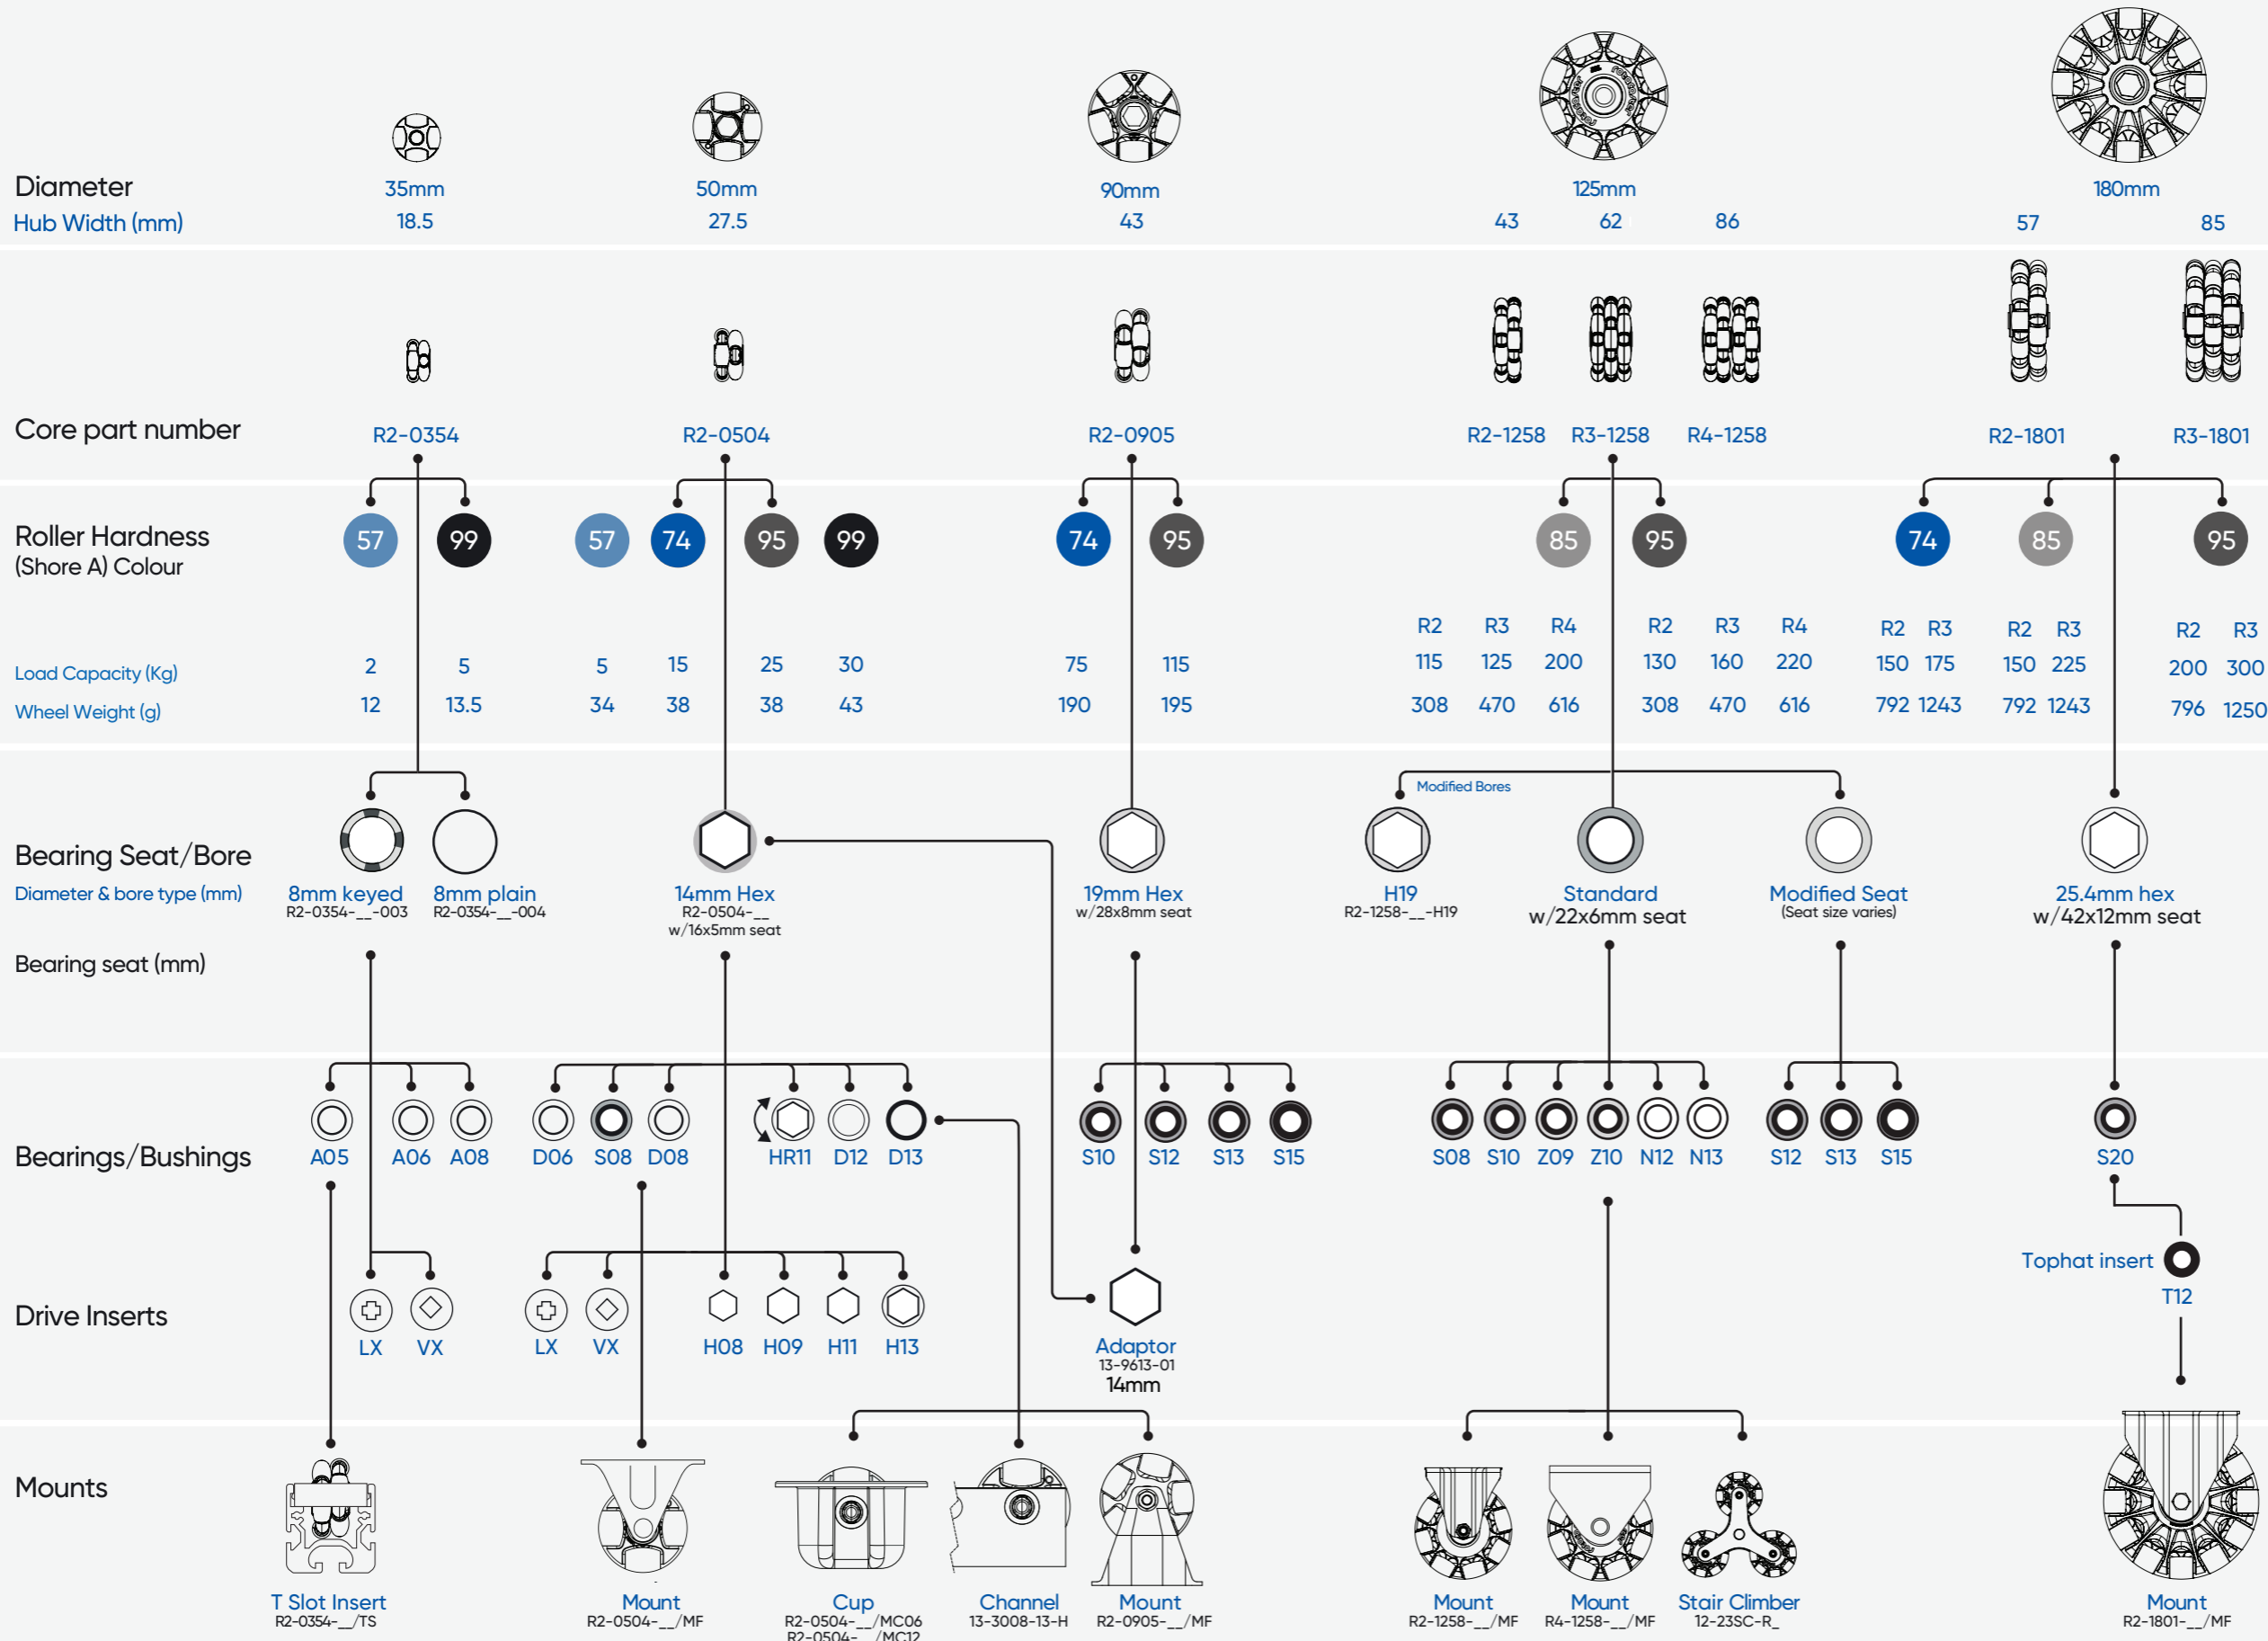 Diameter
35mm 50mm 90mm 125mm 180mm
Hub Width (mm)
18.5 27.5 43 43 62 86 57 85
Core part number
R2-0354 R2-0504 R2-0905 R2-1258 R3-1258 R4-1258 R2-1801 R3-1801
Roller Hardness
(Shore A) Colour
57 99 57 74 95 99 74 95 85 95 74 85 95
R2 R3 R4 R2 R3 R4 R2 R3 R2 R3 R2 R3
Load Capacity (Kg)
2 5 5 15 25 30 75 115 115 125 200 130 160 220 150 175 150 225 200 300
Wheel Weight (g)
12 13.5 34 38 38 43 190 195 308 470 616 308 470 616 792 1243 792 1243 796 1250
Modified Bores
Bearing Seat/Bore
Diameter & bore type (mm)
8mm keyed 8mm plain 14mm Hex 19mm Hex H19 Standard Modified Seat 25.4mm hex
R2-0354-__-003 R2-0354-__-004 R2-0504-__ w/28x8mm seat R2-1258-__-H19 w/22x6mm seat (Seat size varies) w/42x12mm seat
w/16x5mm seat
Bearing seat (mm)
Bearings/Bushings
A05 A06 A08 D06 S08 D08 HR11 D12 D13 S10 S12 S13 S15 S08 S10 Z09 Z10 N12 N13 S12 S13 S15 S20
Tophat insert
T12
Drive Inserts
LX VX LX VX H08 H09 H11 H13 Adaptor
13-9613-01
14mm
Mounts
T Slot Insert Mount Cup Channel Mount Mount Mount Stair Climber Mount
R2-0354-__/TS R2-0504-__/MF R2-0504-__/MC06 13-3008-13-H R2-0905-__/MF R2-1258-__/MF R4-1258-__/MF 12-23SC-R_ R2-1801-__/MF
R2-0504-__/MC12